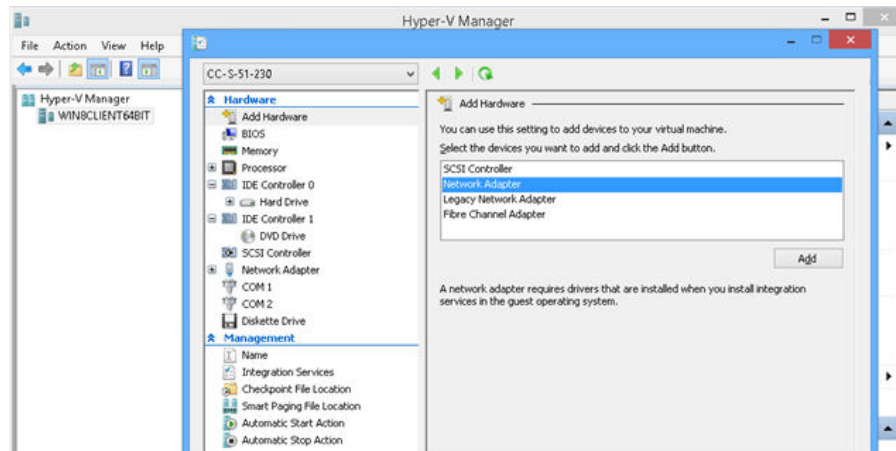 Hyper-V Manager
File Action View Help
Hyper-V Manager
WIN8CLIENT64BIT
CC-S-51-230
Hardware
Add Hardware
BIOS
Memory
Processor
IDE Controller 0
Hard Drive
IDE Controller 1
DVD Drive
SCSI Controller
Network Adapter
COM 1
COM 2
Diskette Drive
Management
Name
Integration Services
Checkpoint File Location
Smart Paging File Location
Automatic Start Action
Automatic Stop Action
Add Hardware
You can use this setting to add devices to your virtual machine.
Select the devices you want to add and click the Add button.
SCSI Controller
Network Adapter
Legacy Network Adapter
Fibre Channel Adapter
Add
A network adapter requires drivers that are installed when you install integration
services in the guest operating system.